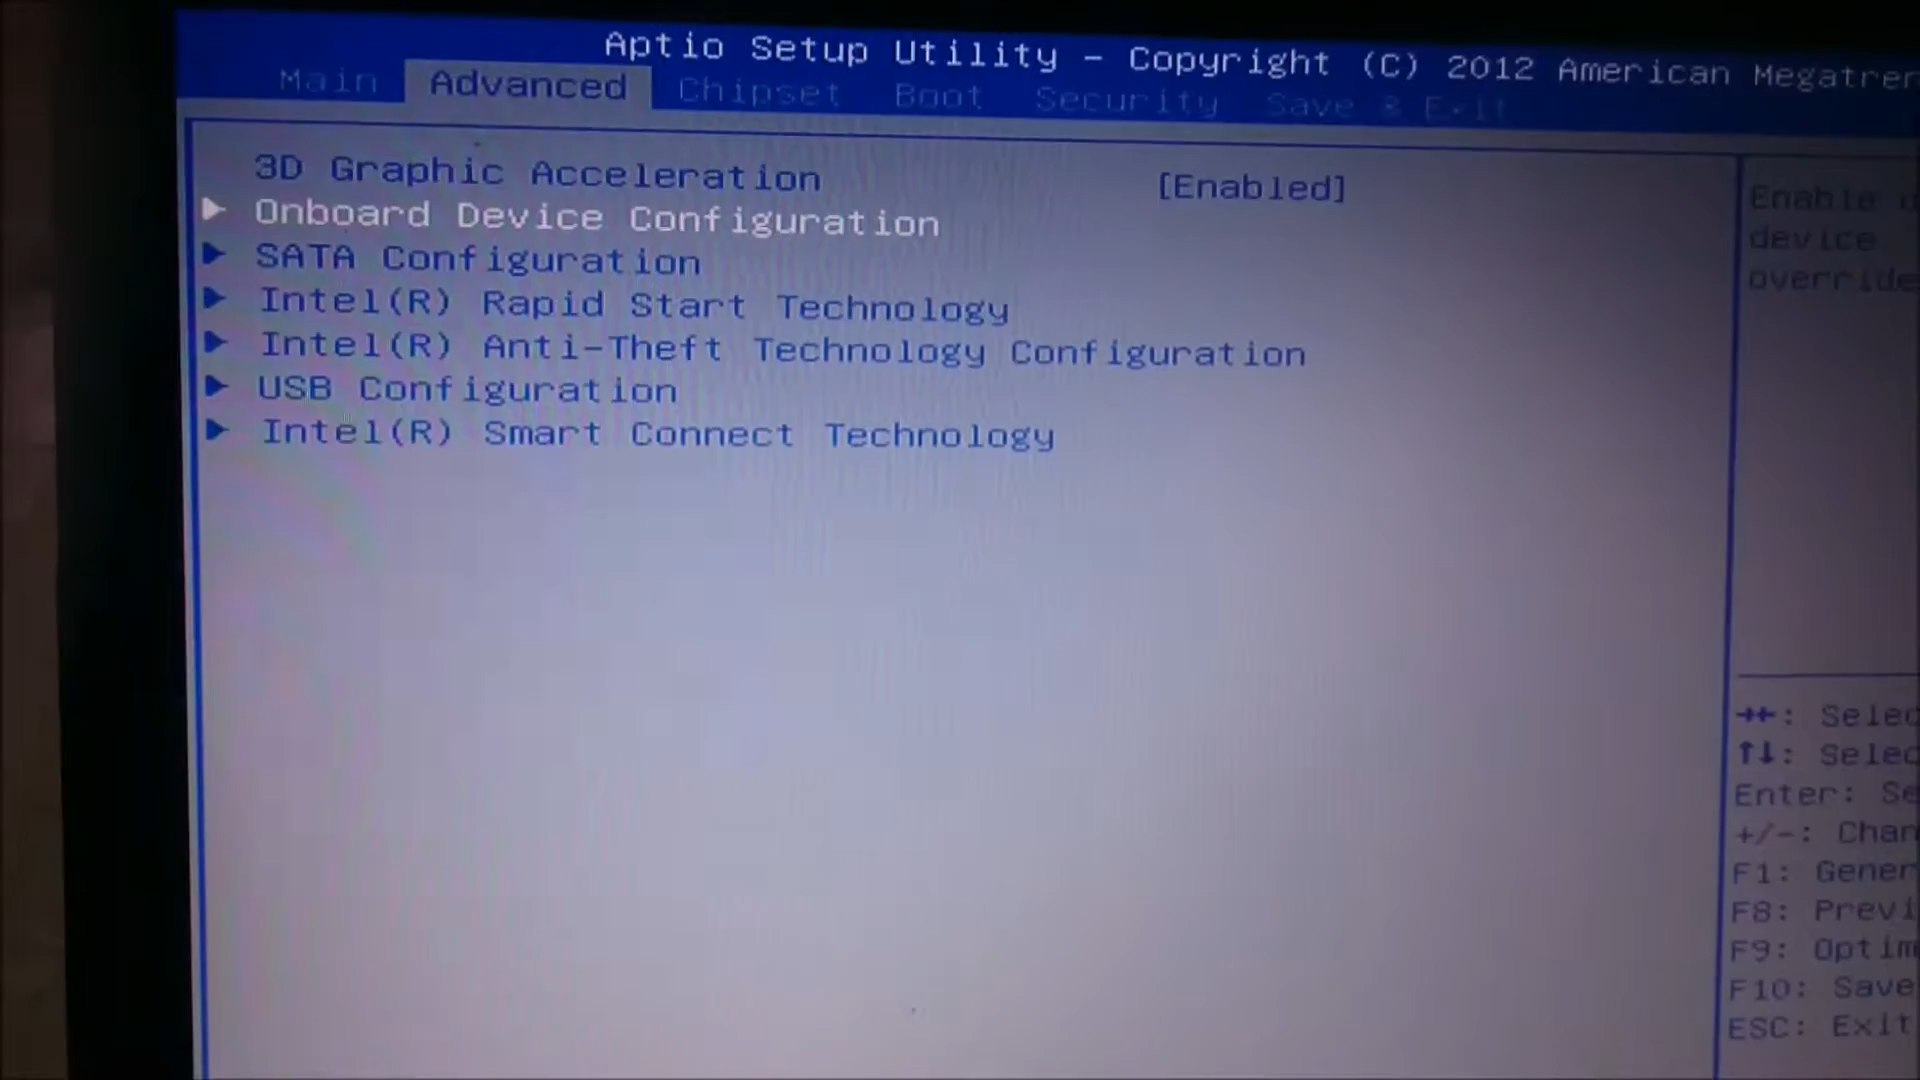 Aptio Setup Utility – Copyright (C) 2012 American
Main Advanced Chipset Boot Security Save & Exit
3D Graphic Acceleration [Enabled]
Onboard Device Configuration
SATA Configuration
Intel(R) Rapid Start Technology
Intel(R) Anti-Theft Technology Configuration
USB Configuration
Intel(R) Smart Connect Technology
Enable
device
override
→←: Selec
↑↓: Selec
Enter: Se
+/-: Chan
F1: Gener
F8: Previ
F9: Optim
F10: Save
ESC: Exit